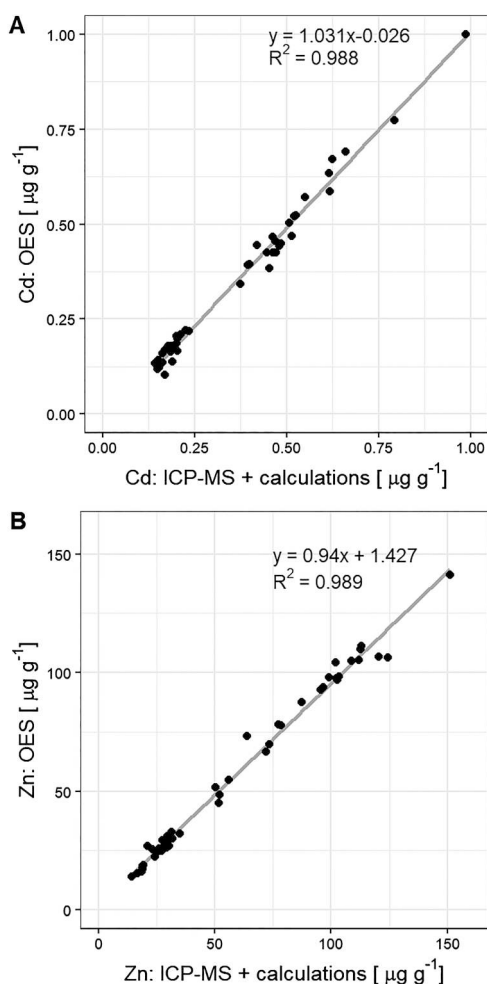 A
y = 1.031x-0.026
R² = 0.988
1.00
0.75
0.50
0.25
0.00
Cd: OES [ µg g⁻¹]
0.00 0.25 0.50 0.75 1.00
Cd: ICP-MS + calculations [ µg g⁻¹]
B
y = 0.94x + 1.427
R² = 0.989
150
100
50
0
Zn: OES [ µg g⁻¹]
0 50 100 150
Zn: ICP-MS + calculations [ µg g⁻¹]